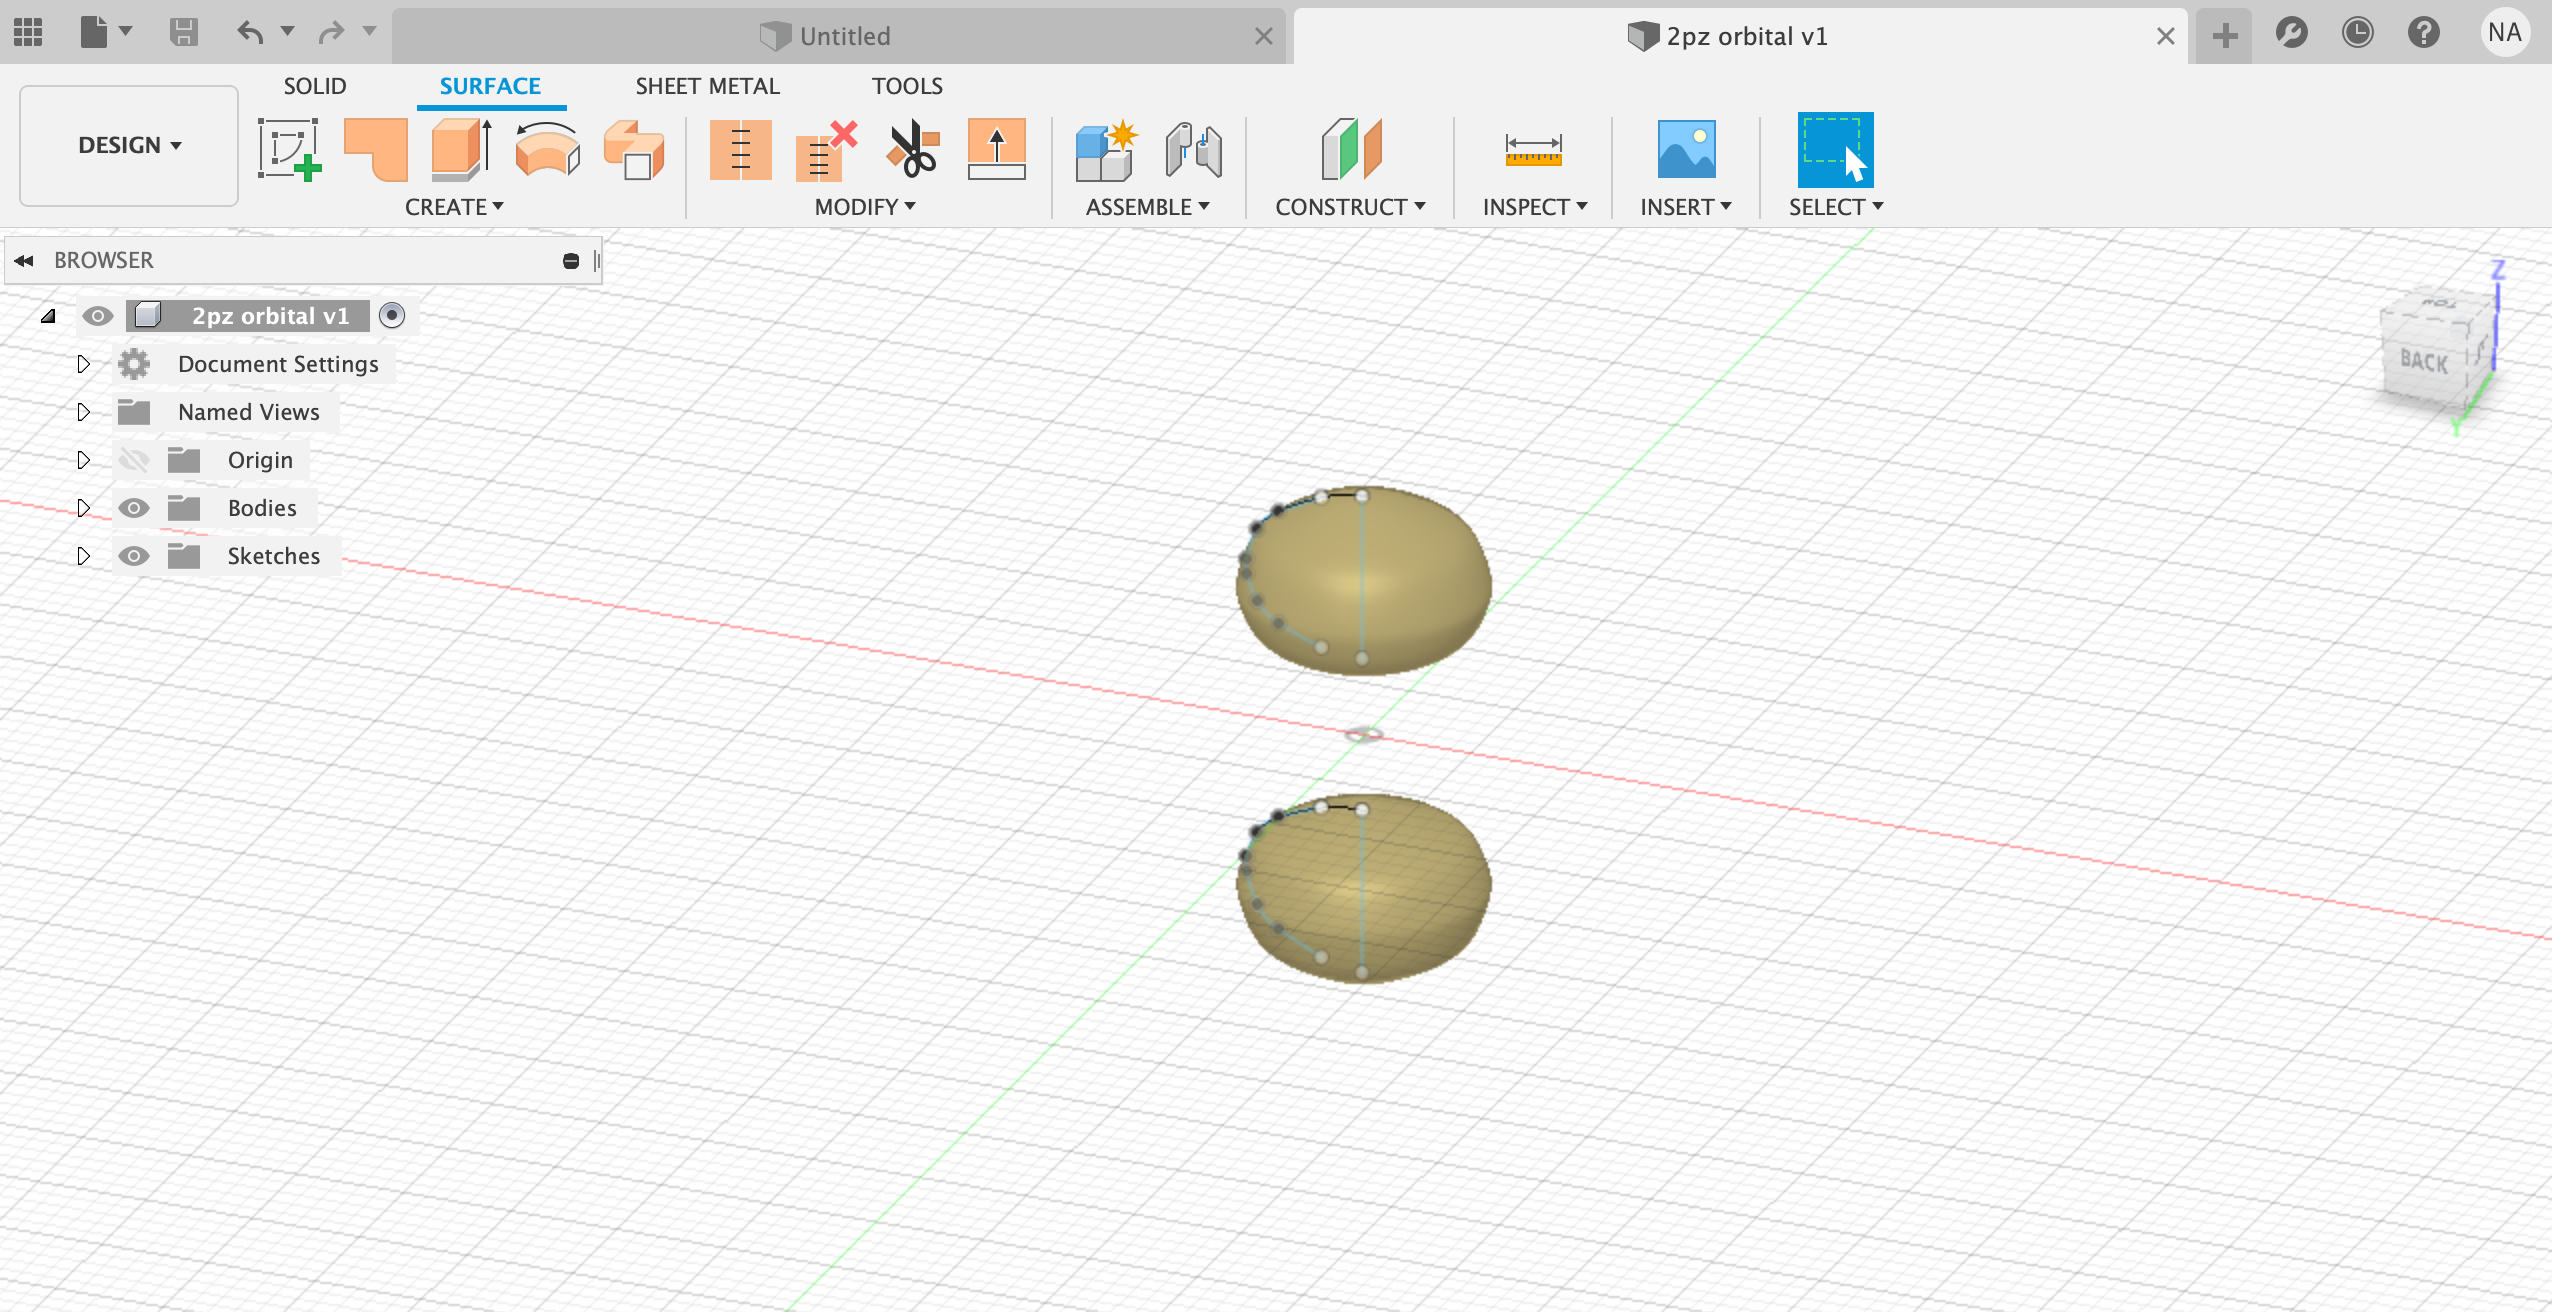 Untitled
2pz orbital v1
NA
SOLID
SURFACE
SHEET METAL
TOOLS
DESIGN
CREATE
MODIFY
ASSEMBLE
CONSTRUCT
INSPECT
INSERT
SELECT
BROWSER
2pz orbital v1
Document Settings
Named Views
Origin
Bodies
Sketches
Z
TOP
BACK
Y